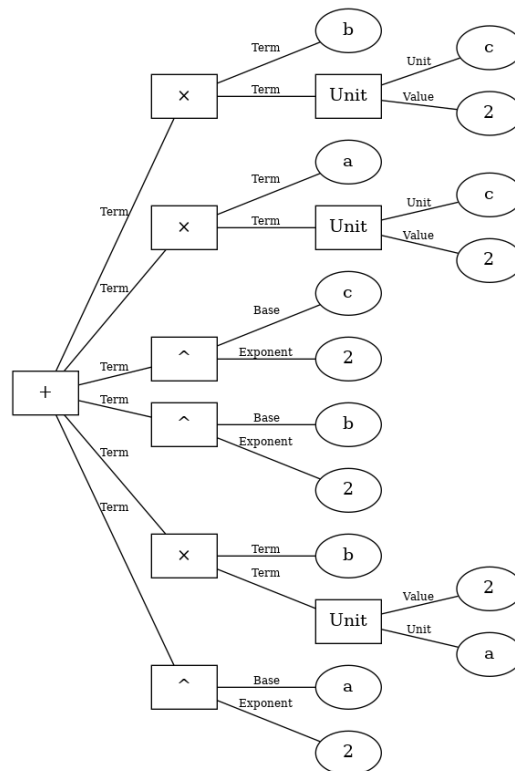 b
Term
c
Unit
× Term Unit
Value
2
a
Term
c
Term Unit
× Term Unit
Value
2
Term
c
Base
^ Exponent 2
Term
+
Term
^ Base b
Exponent
Term
2
Term
× Term b
Term
2
Value
Unit
Unit
a
^ Base a
Exponent
2